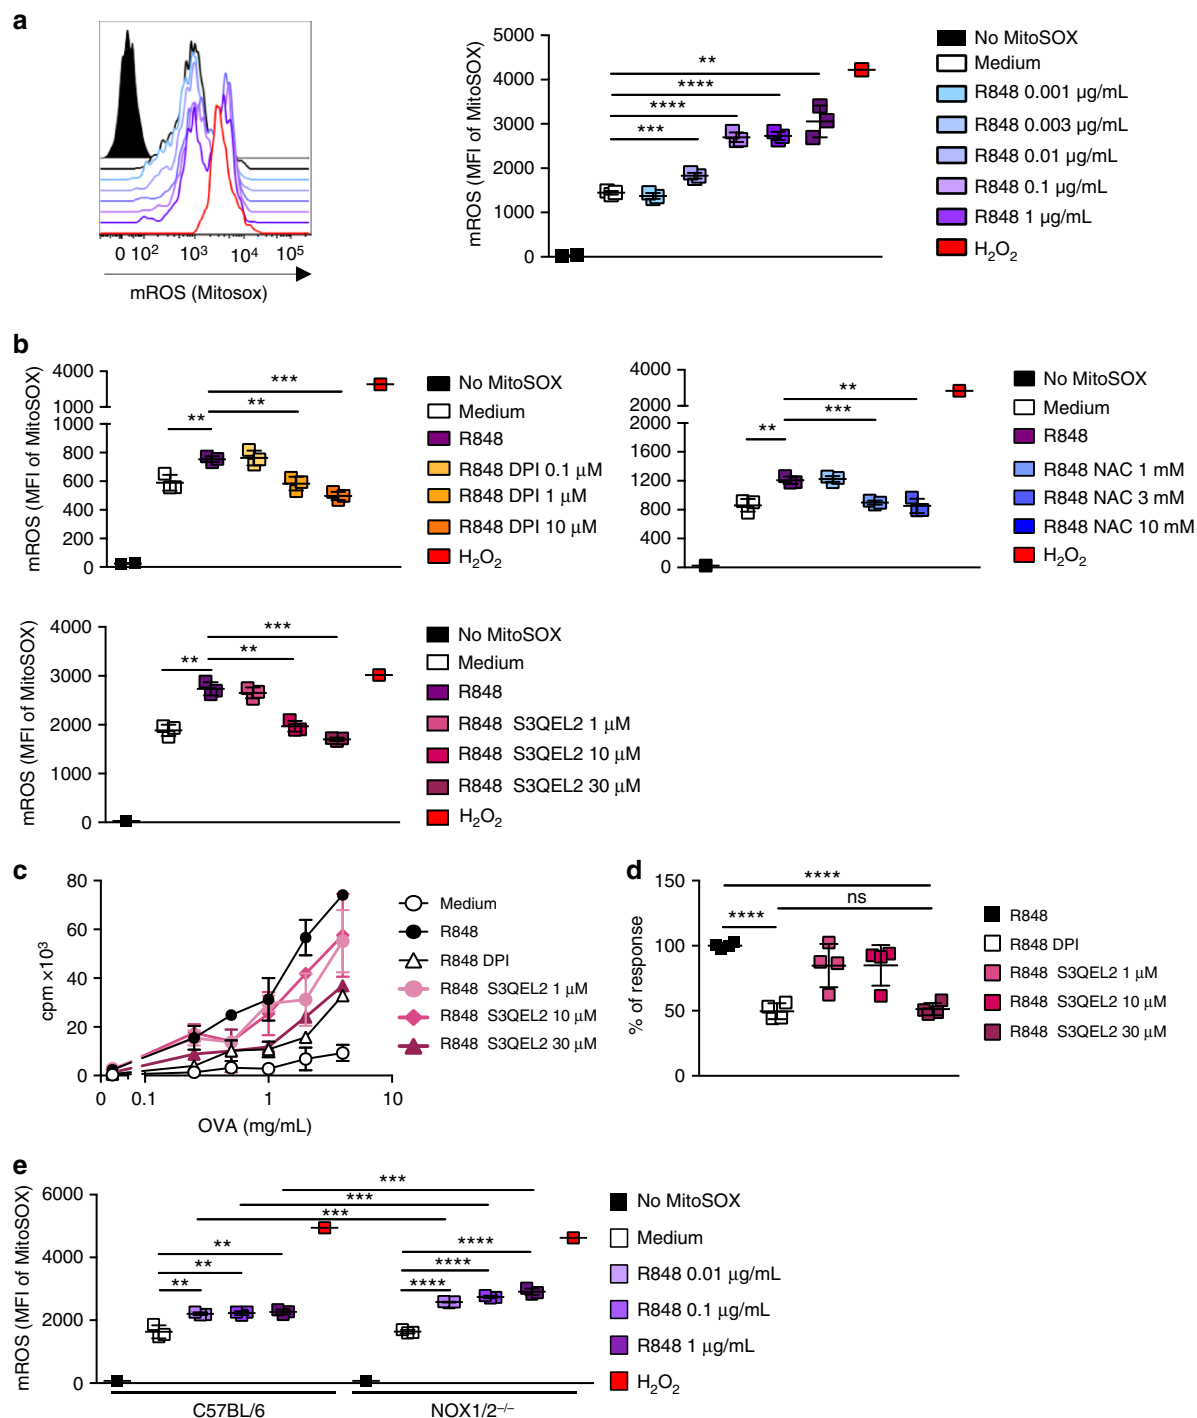 a
0 10² 10³ 10⁴ 10⁵
mROS (Mitosox)
mROS (MFI of MitoSOX)
5000
4000
3000
2000
1000
0
**
****
****
***
No MitoSOX
Medium
R848 0.001 µg/mL
R848 0.003 µg/mL
R848 0.01 µg/mL
R848 0.1 µg/mL
R848 1 µg/mL
H₂O₂
b
mROS (MFI of MitoSOX)
4000
1000
1000
800
600
400
200
0
***
**
**
No MitoSOX
Medium
R848
R848 DPI 0.1 µM
R848 DPI 1 µM
R848 DPI 10 µM
H₂O₂
4000
2000
2000
1600
1200
800
400
0
**
***
**
No MitoSOX
Medium
R848
R848 NAC 1 mM
R848 NAC 3 mM
R848 NAC 10 mM
H₂O₂
mROS (MFI of MitoSOX)
4000
3000
2000
1000
0
***
**
**
No MitoSOX
Medium
R848
R848 S3QEL2 1 µM
R848 S3QEL2 10 µM
R848 S3QEL2 30 µM
H₂O₂
c
cpm ×10³
80
60
40
20
0
0 0.1 1 10
OVA (mg/mL)
Medium
R848
R848 DPI
R848 S3QEL2 1 µM
R848 S3QEL2 10 µM
R848 S3QEL2 30 µM
d
% of response
150
100
50
0
****
ns
****
R848
R848 DPI
R848 S3QEL2 1 µM
R848 S3QEL2 10 µM
R848 S3QEL2 30 µM
e
mROS (MFI of MitoSOX)
6000
4000
2000
0
***
***
***
**
**
**
****
****
****
C57BL/6
NOX1/2⁻/⁻
No MitoSOX
Medium
R848 0.01 µg/mL
R848 0.1 µg/mL
R848 1 µg/mL
H₂O₂